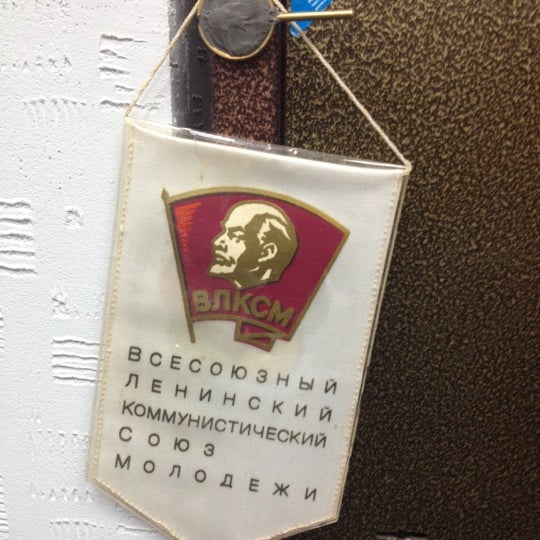 ВЛКСМ
ВСЕСОЮЗНЫЙ
ЛЕНИНСКИЙ
КОММУНИСТИЧЕСКИЙ
СОЮЗ
МОЛОДЕЖИ